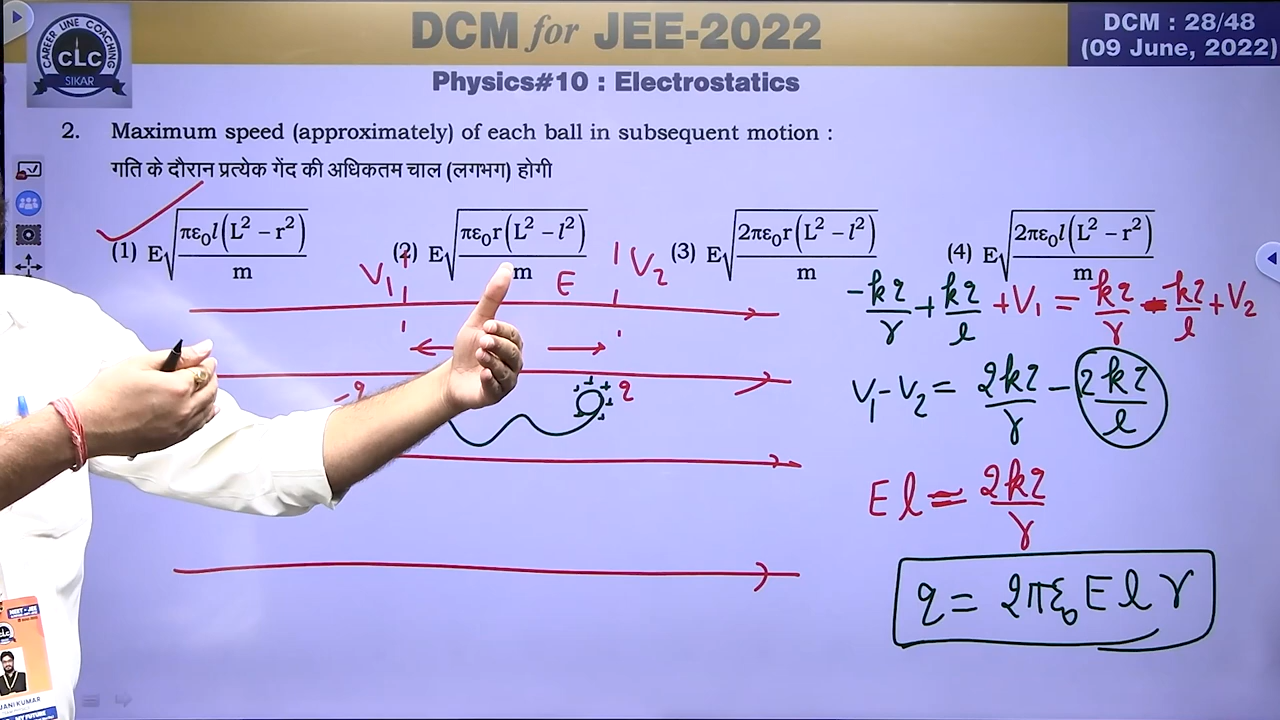 CAREER LINE COACHING
CLC
SIKAR
DCM for JEE-2022
DCM : 28/48
(09 June, 2022)
Physics#10 : Electrostatics
2. Maximum speed (approximately) of each ball in subsequent motion :
गति के दौरान प्रत्येक गेंद की अधिकतम चाल (लगभग) होगी
(1) E√(πε₀l(L² − r²)/m) (2) E√(πε₀r(L² − l²)/m) (3) E√(2πε₀r(L² − l²)/m) (4) E√(2πε₀l(L² − r²)/m)
V₁ E V₂
-kq/r + kq/l + V₁ = kq/r - kq/l + V₂
-q q
V₁-V₂ = 2kq/r - 2kq/l
El = 2kq/r
q = 2πε₀Elr
CLC
JANI KUMAR